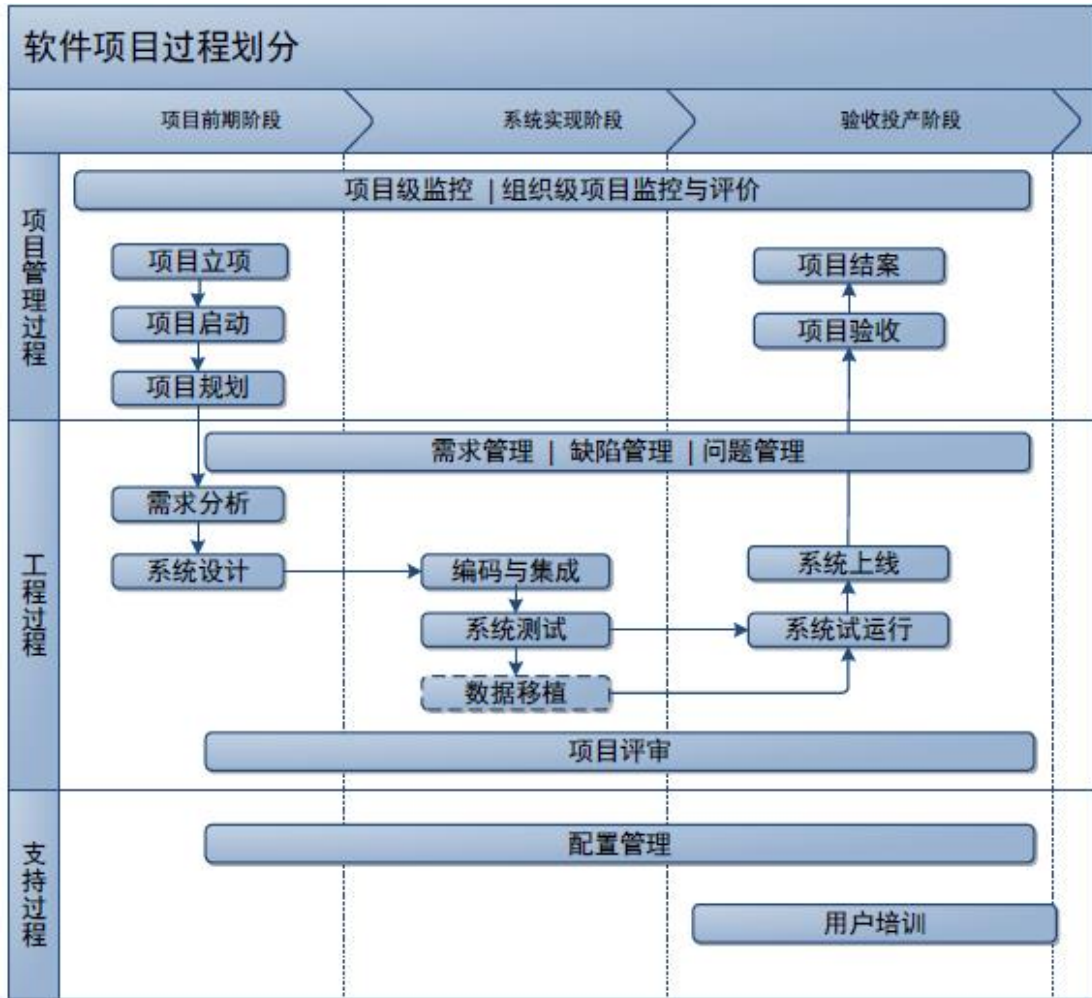 软件项目过程划分
项目前期阶段
系统实现阶段
验收投产阶段
项目管理过程
项目级监控 | 组织级项目监控与评价
项目立项
项目启动
项目规划
项目结案
项目验收
工程过程
需求管理 | 缺陷管理 | 问题管理
需求分析
系统设计
编码与集成
系统测试
数据移植
系统上线
系统试运行
项目评审
支持过程
配置管理
用户培训